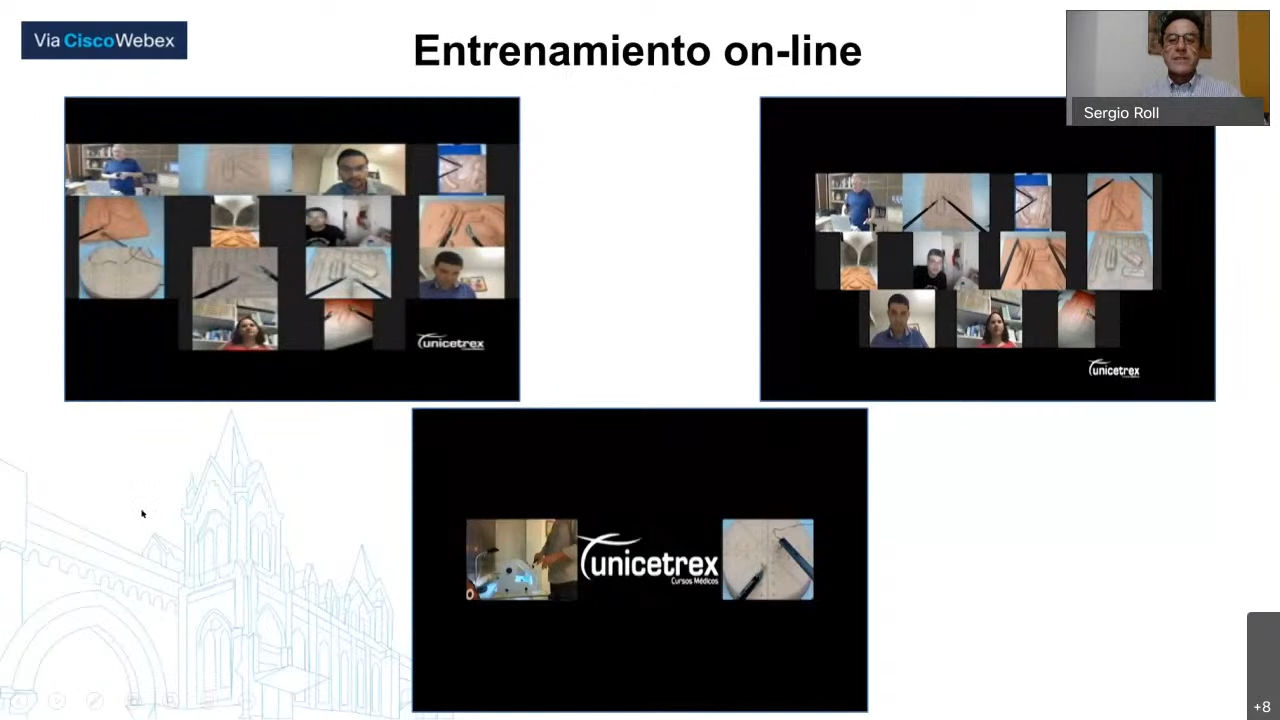 Via CiscoWebex
Entrenamiento on-line
Sergio Roll
unicetrex
unicetrex
unicetrex
Cursos Médicos
+8